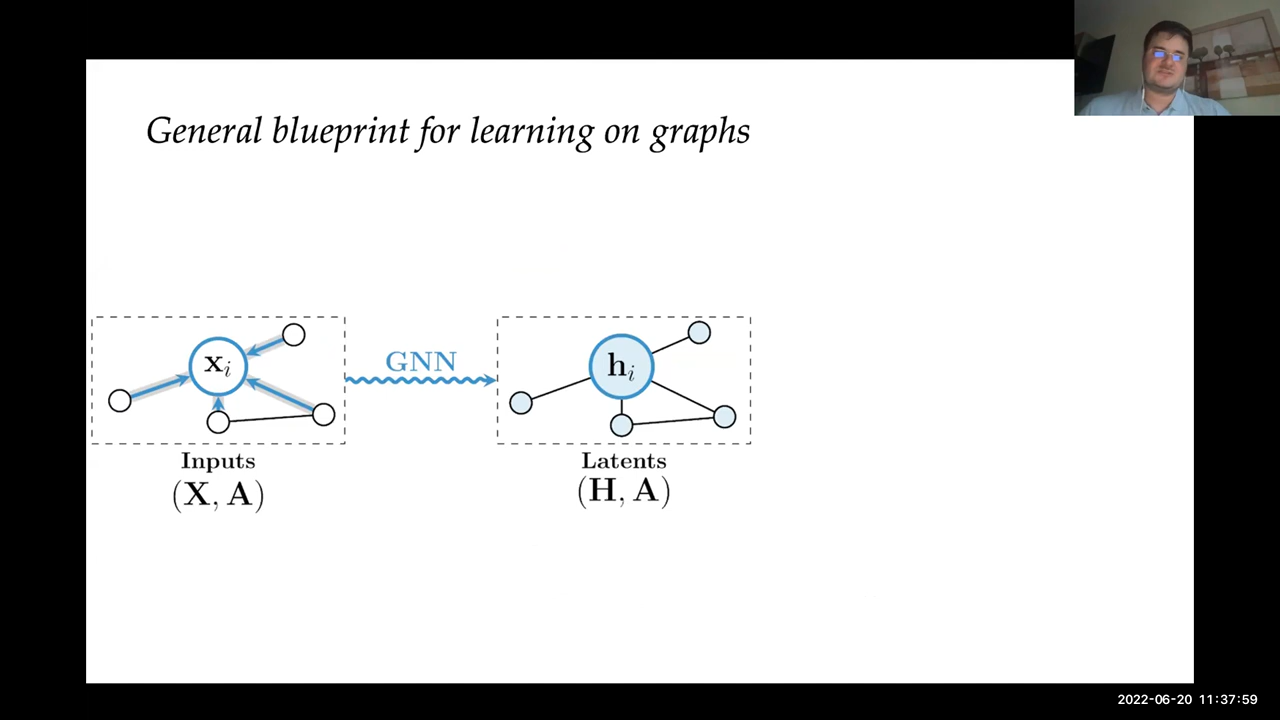 General blueprint for learning on graphs
x_i
GNN
h_i
Inputs
(X, A)
Latents
(H, A)
2022-06-20 11:37:59